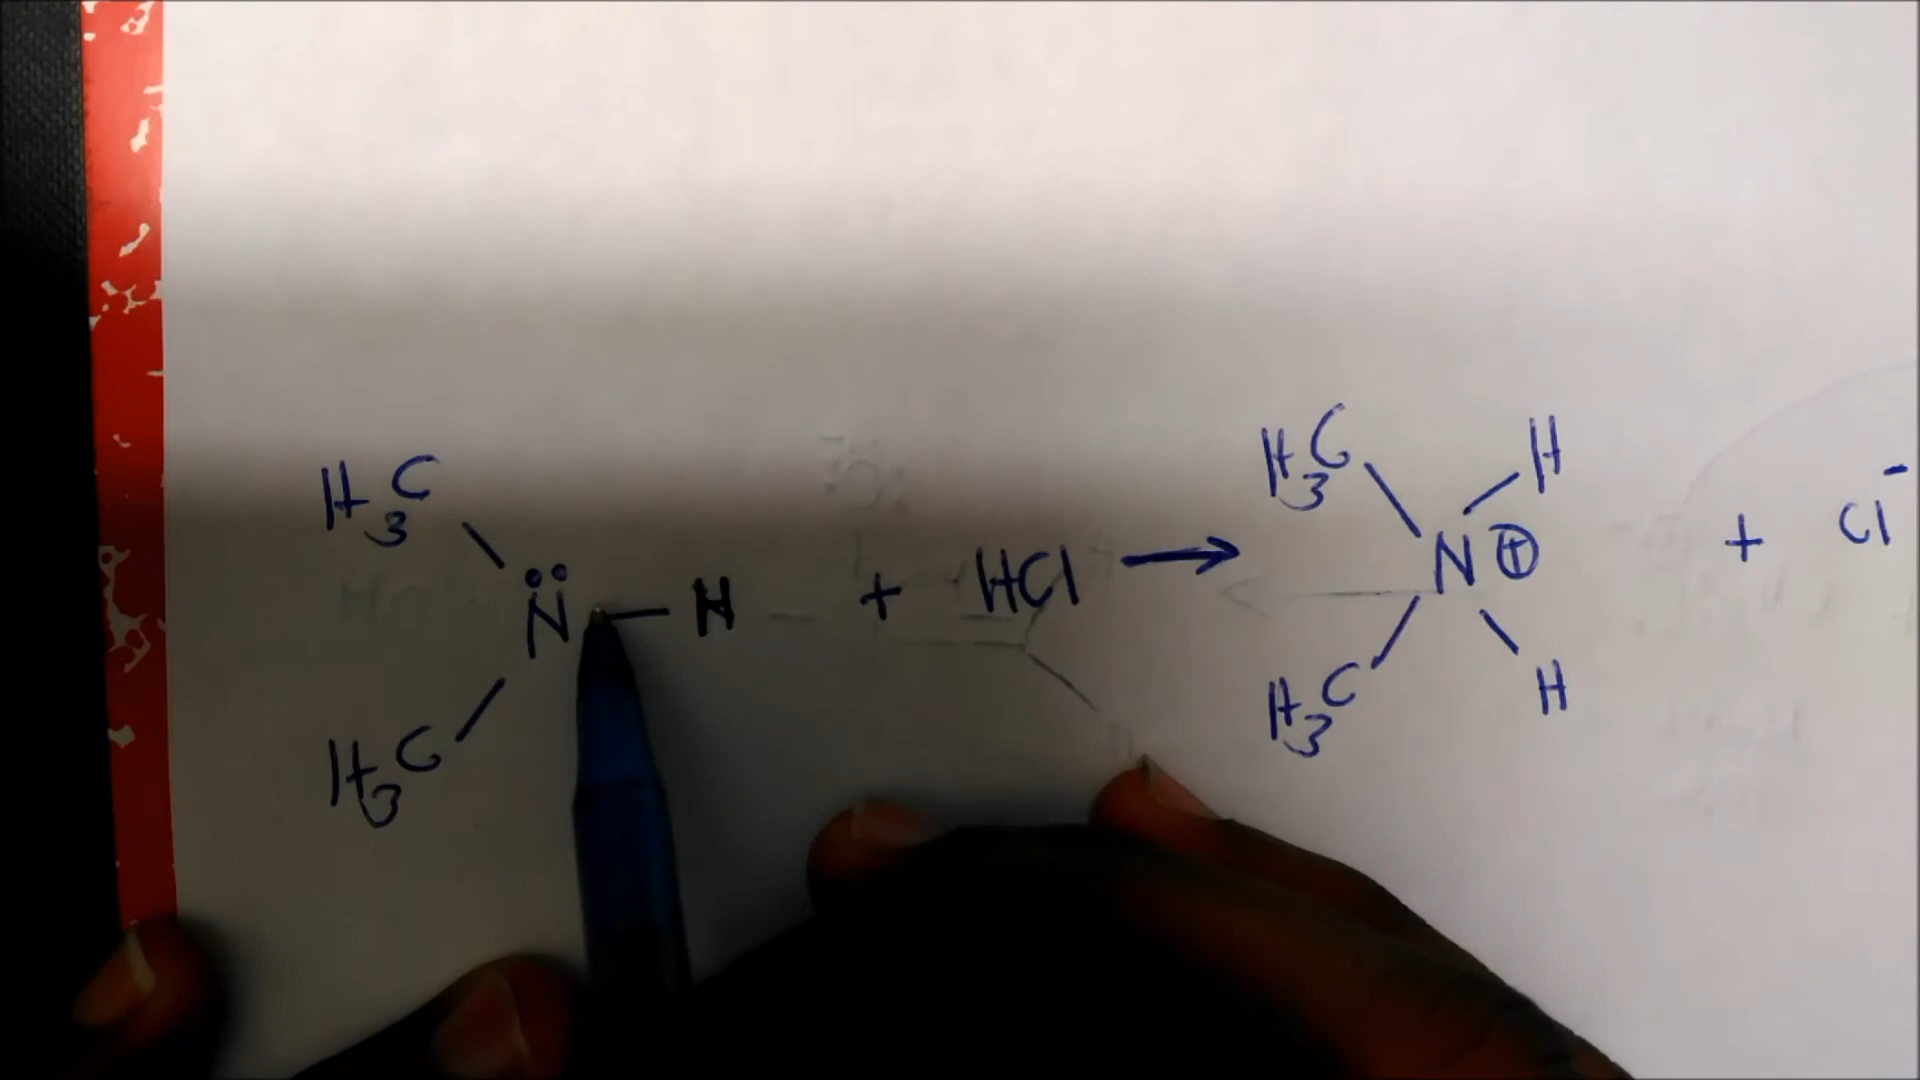 H₃C H₃C H
N̈ — H + HCl → N ⊕ + Cl⁻
H₃C H₃C H